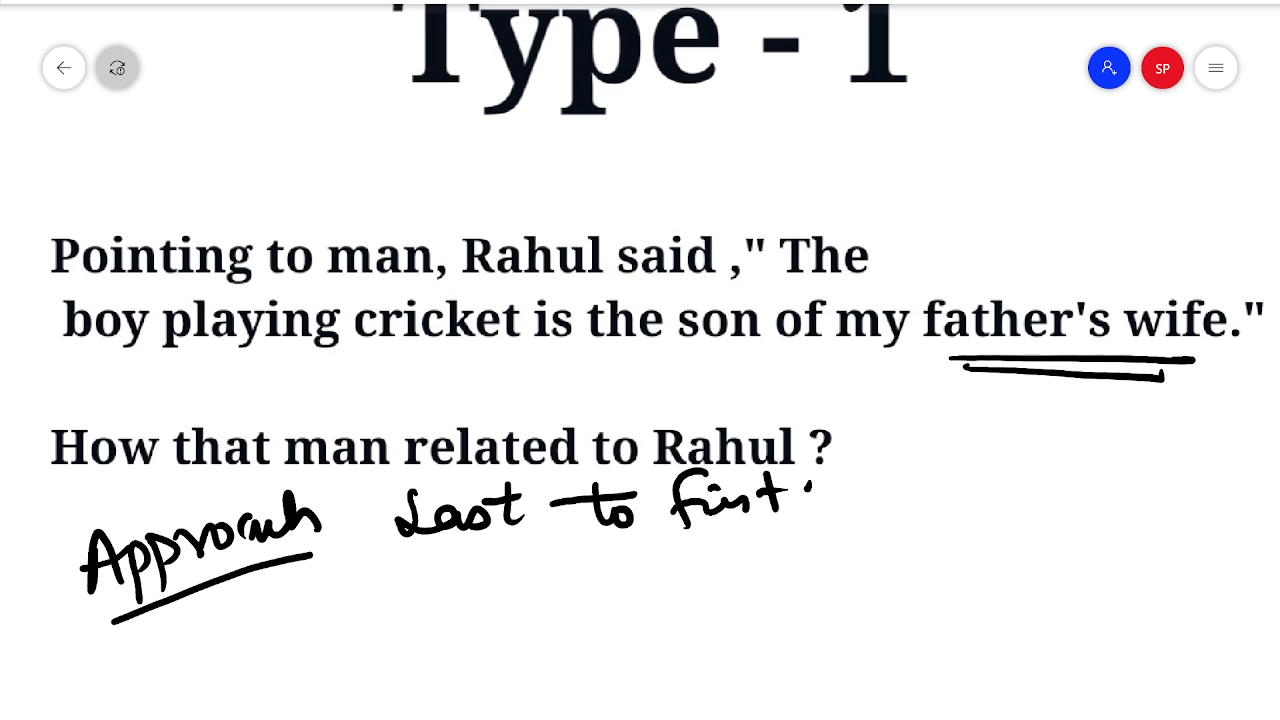 Type - 1
SP
Pointing to man, Rahul said ," The
boy playing cricket is the son of my father's wife."
How that man related to Rahul ?
Approach Last to first.